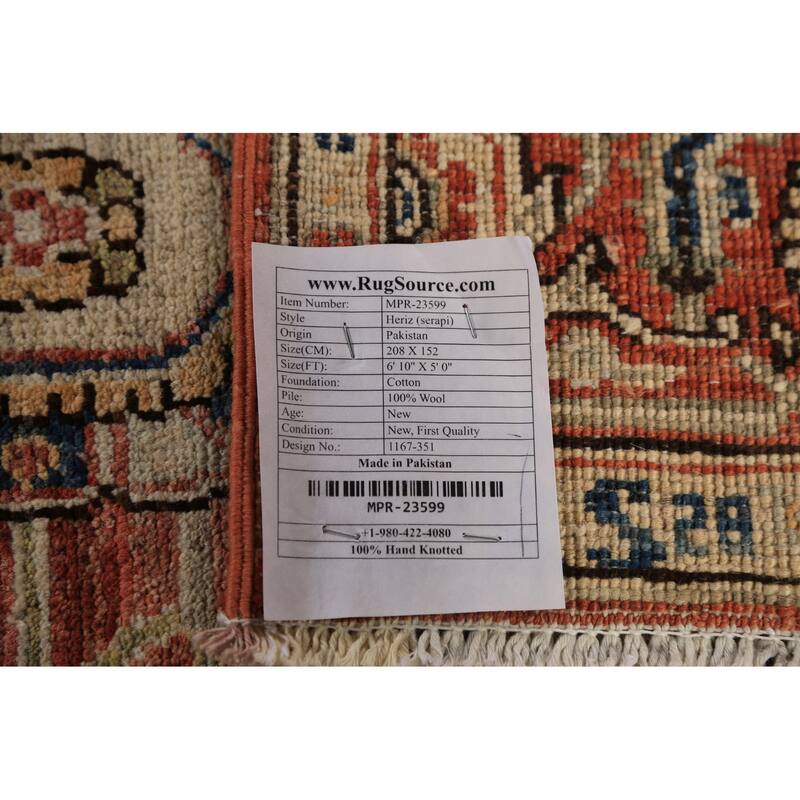 www.RugSource.com
Item Number: MPR-23599
Style Heriz (serapi)
Origin Pakistan
Size(CM): 208 X 152
Size(FT): 6' 10" X 5' 0"
Foundation: Cotton
Pile: 100% Wool
Age: New
Condition: New, First Quality
Design No.: 1167-351
Made in Pakistan
MPR-23599
+1-980-422-4080
100% Hand Knotted